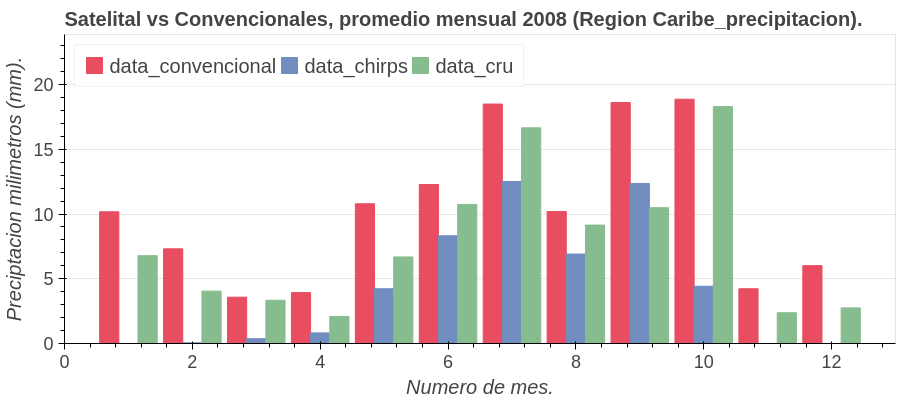 Satelital vs Convencionales, promedio mensual 2008 (Region Caribe_precipitacion).
data_convencional data_chirps data_cru
Preciptacion milimetros (mm).
20
15
10
5
0
0 2 4 6 8 10 12
Numero de mes.